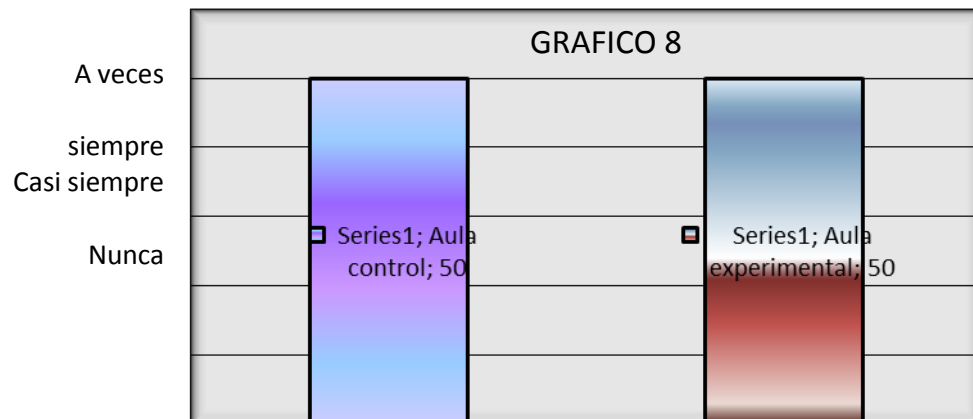 GRAFICO 8
A veces
siempre
Casi siempre
Nunca
Series1; Aula
control; 50
Series1; Aula
experimental; 50